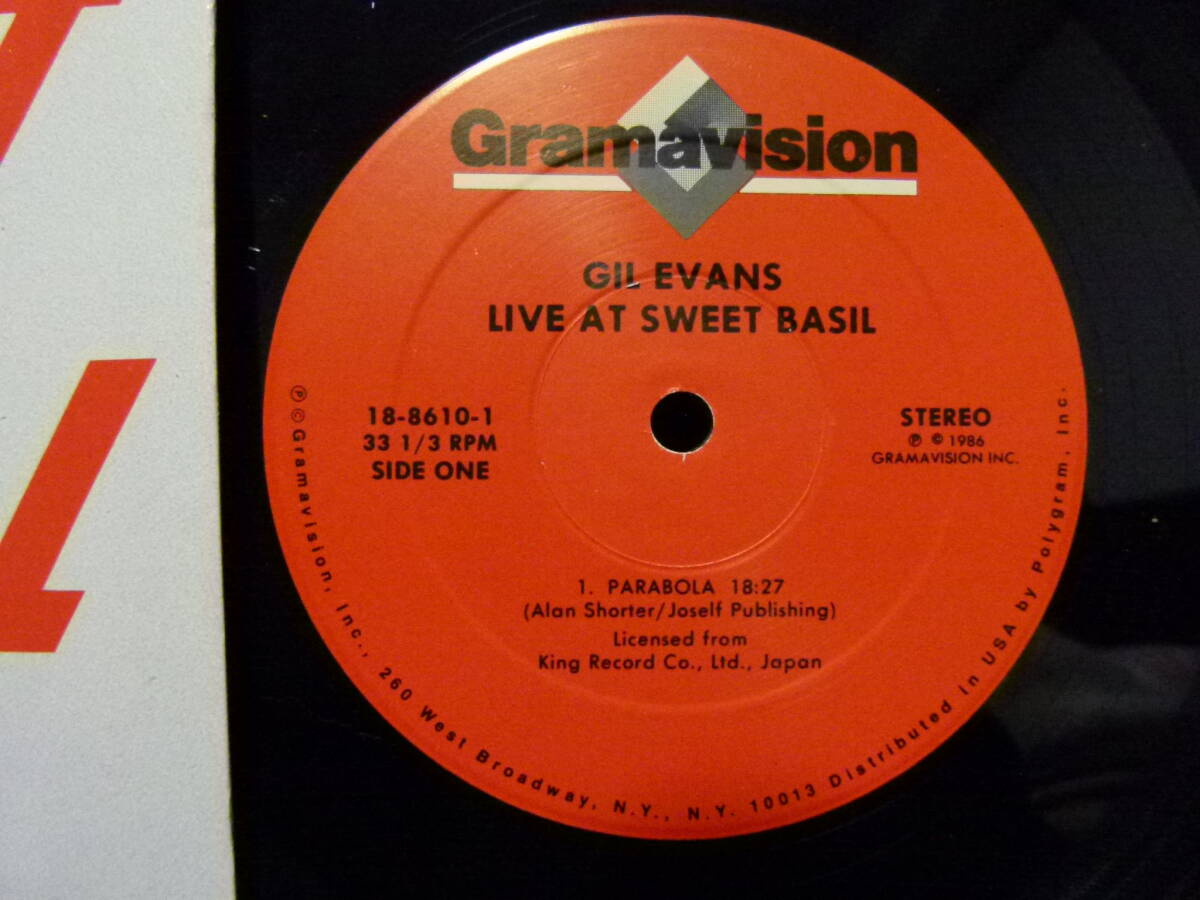 Gramavision
GIL EVANS
LIVE AT SWEET BASIL
18-8610-1
33 1/3 RPM
SIDE ONE
STEREO
℗ © 1986
GRAMAVISION INC.
1. PARABOLA 18:27
(Alan Shorter/Joself Publishing)
Licensed from
King Record Co., Ltd., Japan
℗ © Gramavision, Inc., 260 West Broadway, N.Y., N.Y. 10013 Distributed in USA by Polygram, Inc.